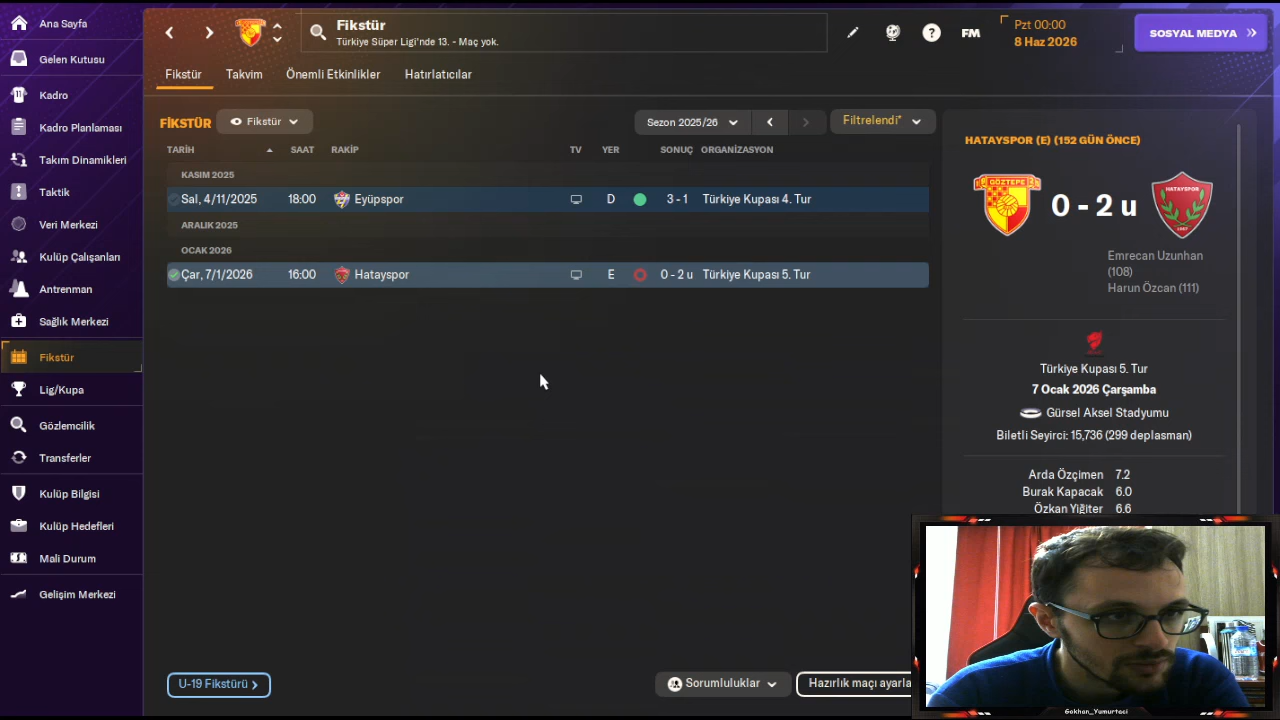 Ana Sayfa
Gelen Kutusu
Kadro
Kadro Planlaması
Takım Dinamikleri
Taktik
Veri Merkezi
Kulüp Çalışanları
Antrenman
Sağlık Merkezi
Fikstür
Lig/Kupa
Gözlemcilik
Transferler
Kulüp Bilgisi
Kulüp Hedefleri
Mali Durum
Gelişim Merkezi
Fikstür
Türkiye Süper Ligi'nde 13. - Maç yok.
FM
Pzt 00:00
8 Haz 2026
SOSYAL MEDYA
Fikstür Takvim Önemli Etkinlikler Hatırlatıcılar
FİKSTÜR Fikstür Sezon 2025/26 Filtrelendi*
TARİH SAAT RAKİP TV YER SONUÇ ORGANİZASYON
KASIM 2025
Sal, 4/11/2025 18:00 Eyüpspor D 3 - 1 Türkiye Kupası 4. Tur
ARALIK 2025
OCAK 2026
Çar, 7/1/2026 16:00 Hatayspor E 0 - 2 u Türkiye Kupası 5. Tur
HATAYSPOR (E) (152 GÜN ÖNCE)
GÖZTEPE
0 - 2 u
HATAYSPOR
1967
Emrecan Uzunhan
(108)
Harun Özcan (111)
Türkiye Kupası 5. Tur
7 Ocak 2026 Çarşamba
Gürsel Aksel Stadyumu
Biletli Seyirci: 15,736 (299 deplasman)
Arda Özçimen 7.2
Burak Kapacak 6.0
Özkan Yiğiter 6.6
U-19 Fikstürü
Sorumluluklar
Hazırlık maçı ayarla
Gokhan_Yumurtaci